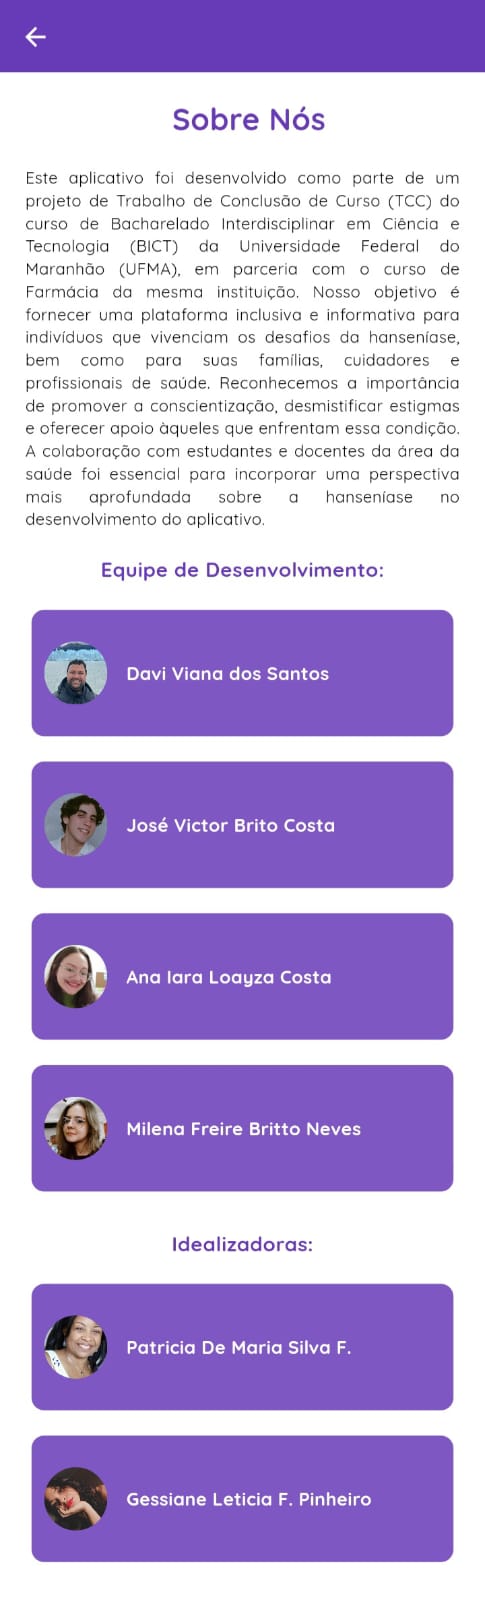 Sobre Nós
Este aplicativo foi desenvolvido como parte de um
projeto de Trabalho de Conclusão de Curso (TCC) do
curso de Bacharelado Interdisciplinar em Ciência e
Tecnologia (BICT) da Universidade Federal do
Maranhão (UFMA), em parceria com o curso de
Farmácia da mesma instituição. Nosso objetivo é
fornecer uma plataforma inclusiva e informativa para
indivíduos que vivenciam os desafios da hanseníase,
bem como para suas famílias, cuidadores e
profissionais de saúde. Reconhecemos a importância
de promover a conscientização, desmistificar estigmas
e oferecer apoio àqueles que enfrentam essa condição.
A colaboração com estudantes e docentes da área da
saúde foi essencial para incorporar uma perspectiva
mais aprofundada sobre a hanseníase no
desenvolvimento do aplicativo.
Equipe de Desenvolvimento:
Davi Viana dos Santos
José Victor Brito Costa
Ana Iara Loayza Costa
Milena Freire Britto Neves
Idealizadoras:
Patricia De Maria Silva F.
Gessiane Leticia F. Pinheiro